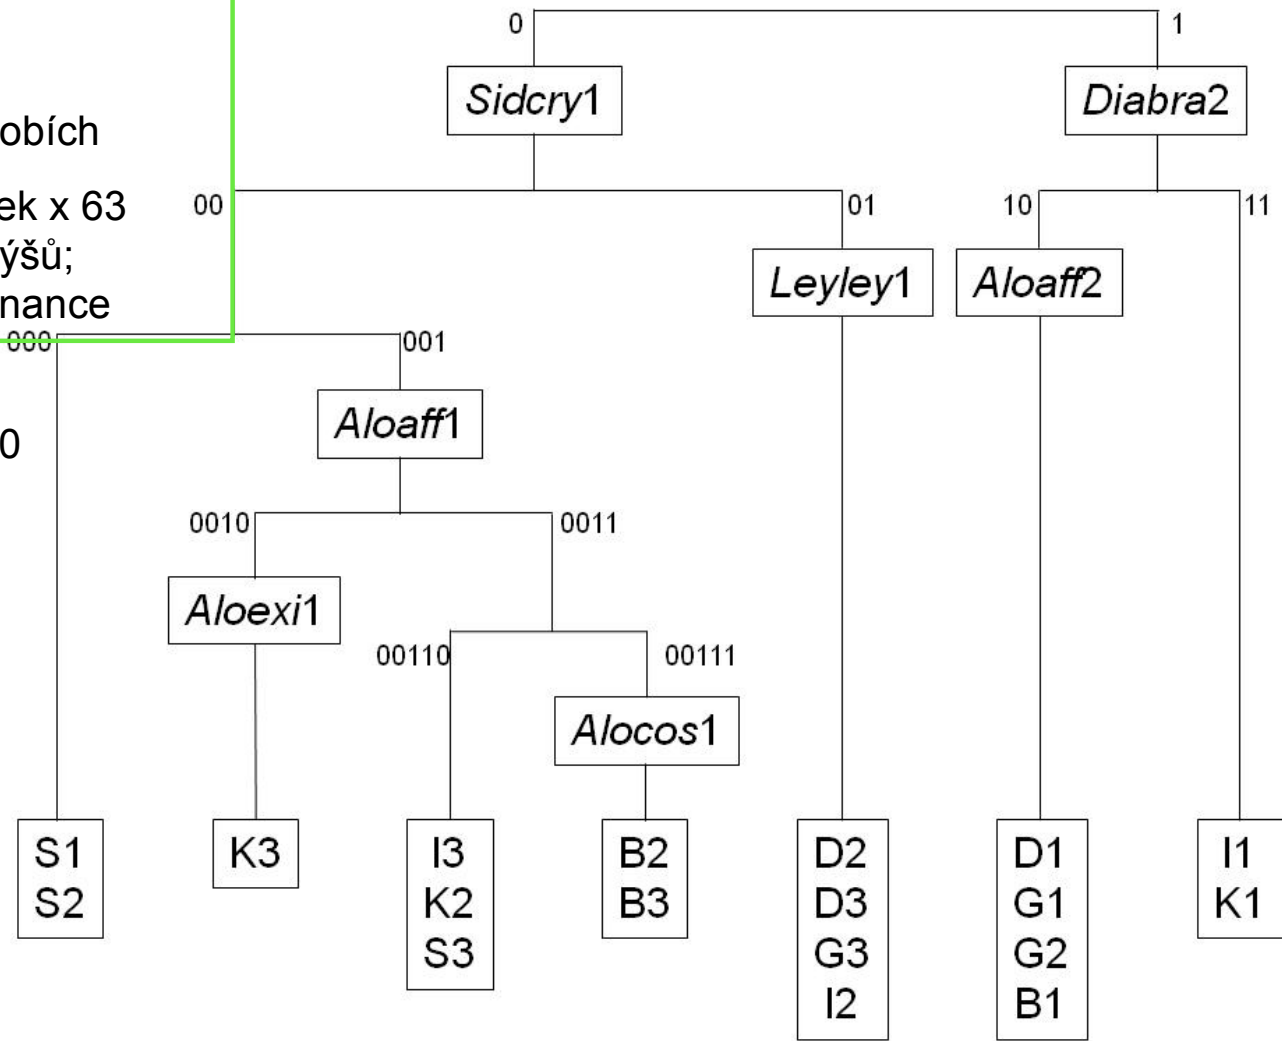 0
1
Sidcry1
Diabra2
obích
ek x 63
ýšů;
nance
00
01
10
11
Leyley1
Aloaff2
000
001
Aloaff1
0
0010
0011
Aloexi1
00110
00111
Alocos1
S1
S2
K3
I3
K2
S3
B2
B3
D2
D3
G3
I2
D1
G1
G2
B1
I1
K1